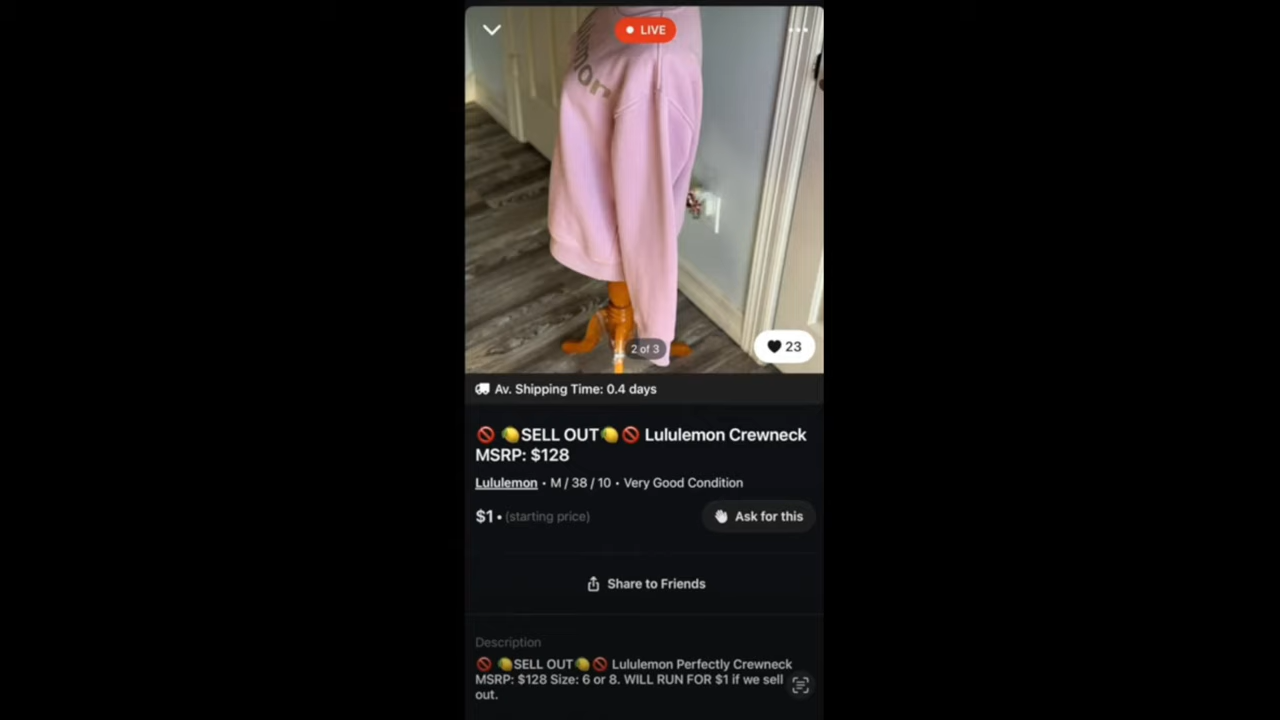 LIVE
2 of 3
23
Av. Shipping Time: 0.4 days
🚫 🍋SELL OUT🍋🚫 Lululemon Crewneck
MSRP: $128
Lululemon • M / 38 / 10 • Very Good Condition
$1 • (starting price)
Ask for this
Share to Friends
Description
🚫 🍋SELL OUT🍋🚫 Lululemon Perfectly Crewneck
MSRP: $128 Size: 6 or 8. WILL RUN FOR $1 if we sell
out.